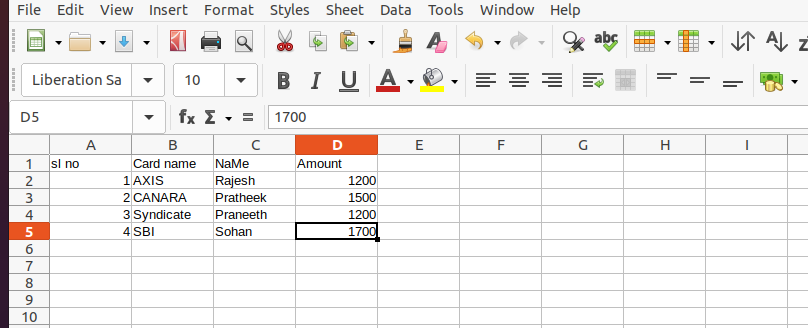 File Edit View Insert Format Styles Sheet Data Tools Window Help
abc
Liberation Sa 10 B I U A
D5 fx Σ = 1700
A B C D E F G H I
1 sl no Card name NaMe Amount
2 1 AXIS Rajesh 1200
3 2 CANARA Pratheek 1500
4 3 Syndicate Praneeth 1200
5 4 SBI Sohan 1700
6
7
8
9
10